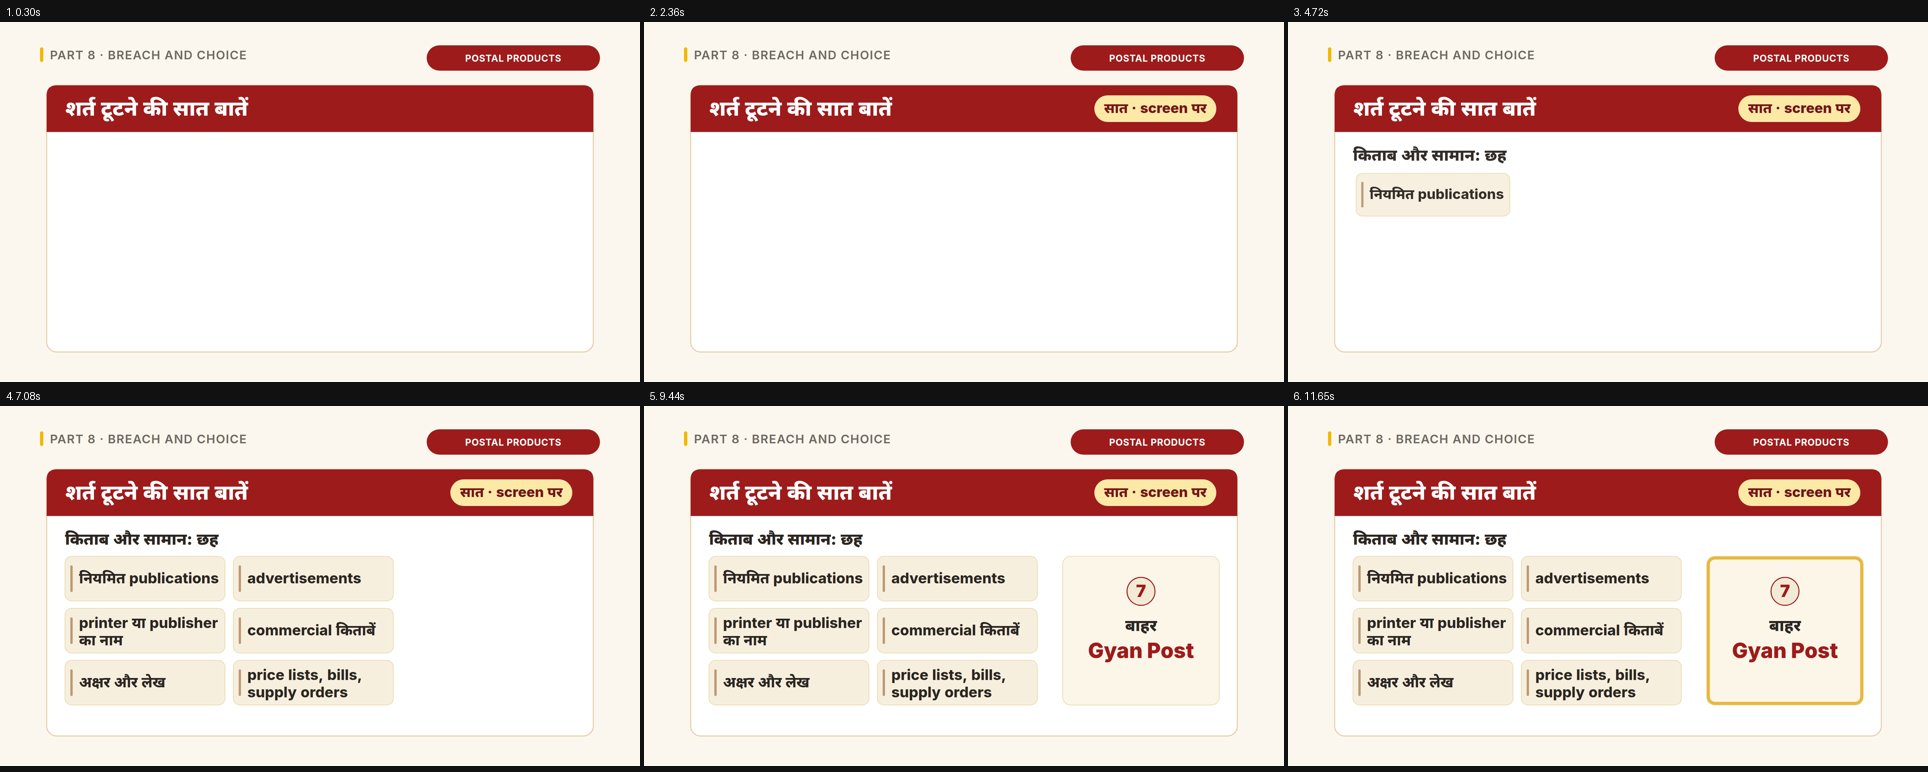 1. 0.30s
PART 8 · BREACH AND CHOICE
POSTAL PRODUCTS
शर्त टूटने की सात बातें
2. 2.36s
PART 8 · BREACH AND CHOICE
POSTAL PRODUCTS
शर्त टूटने की सात बातें
सात · screen पर
3. 4.72s
PART 8 · BREACH AND CHOICE
POSTAL PRODUCTS
शर्त टूटने की सात बातें
सात · screen पर
किताब और सामान: छह
नियमित publications
4. 7.08s
PART 8 · BREACH AND CHOICE
POSTAL PRODUCTS
शर्त टूटने की सात बातें
सात · screen पर
किताब और सामान: छह
नियमित publications
advertisements
printer या publisher
का नाम
commercial किताबें
अक्षर और लेख
price lists, bills,
supply orders
5. 9.44s
PART 8 · BREACH AND CHOICE
POSTAL PRODUCTS
शर्त टूटने की सात बातें
सात · screen पर
किताब और सामान: छह
नियमित publications
advertisements
printer या publisher
का नाम
commercial किताबें
अक्षर और लेख
price lists, bills,
supply orders
7
बाहर
Gyan Post
6. 11.65s
PART 8 · BREACH AND CHOICE
POSTAL PRODUCTS
शर्त टूटने की सात बातें
सात · screen पर
किताब और सामान: छह
नियमित publications
advertisements
printer या publisher
का नाम
commercial किताबें
अक्षर और लेख
price lists, bills,
supply orders
7
बाहर
Gyan Post